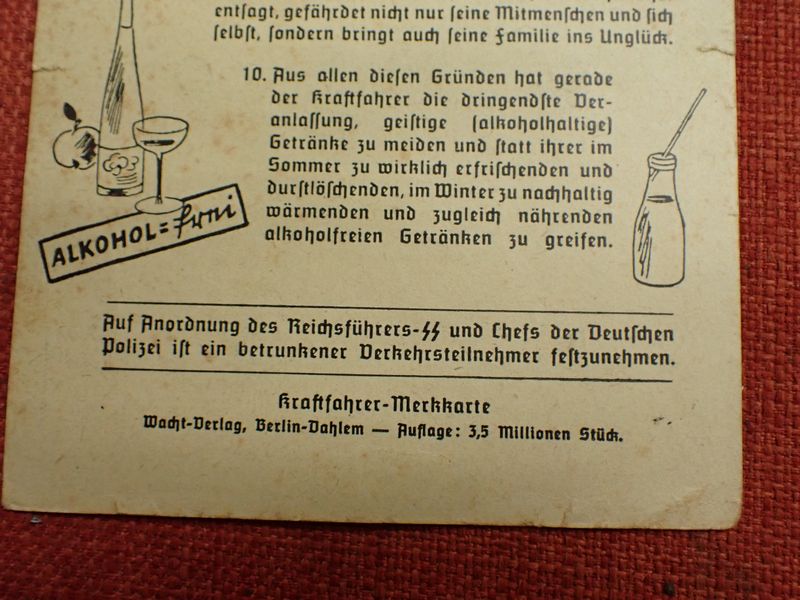 entsagt, gefährdet nicht nur seine Mitmenschen und sich
selbst, sondern bringt auch seine Familie ins Unglück.
10. Aus allen diesen Gründen hat gerade
der Kraftfahrer die dringendste Ver-
anlassung, geistige (alkoholhaltige)
Getränke zu meiden und statt ihrer im
Sommer zu wirklich erfrischenden und
durstlöschenden, im Winter zu nachhaltig
wärmenden und zugleich nährenden
alkoholfreien Getränken zu greifen.
ALKOHOL=frei
Auf Anordnung des Reichsführers-SS und Chefs der Deutschen
Polizei ist ein betrunkener Verkehrsteilnehmer festzunehmen.
Kraftfahrer-Merkkarte
Wacht-Verlag, Berlin-Dahlem — Auflage: 3,5 Millionen Stück.